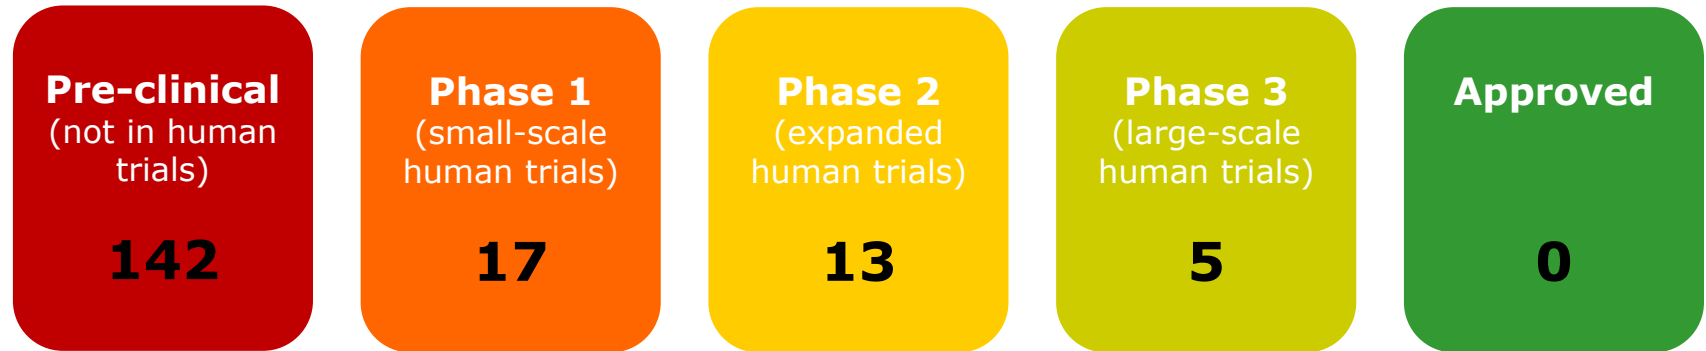 Pre-clinical
(not in human
trials)
142
Phase 1
(small-scale
human trials)
17
Phase 2
(expanded
human trials)
13
Phase 3
(large-scale
human trials)
5
Approved
0